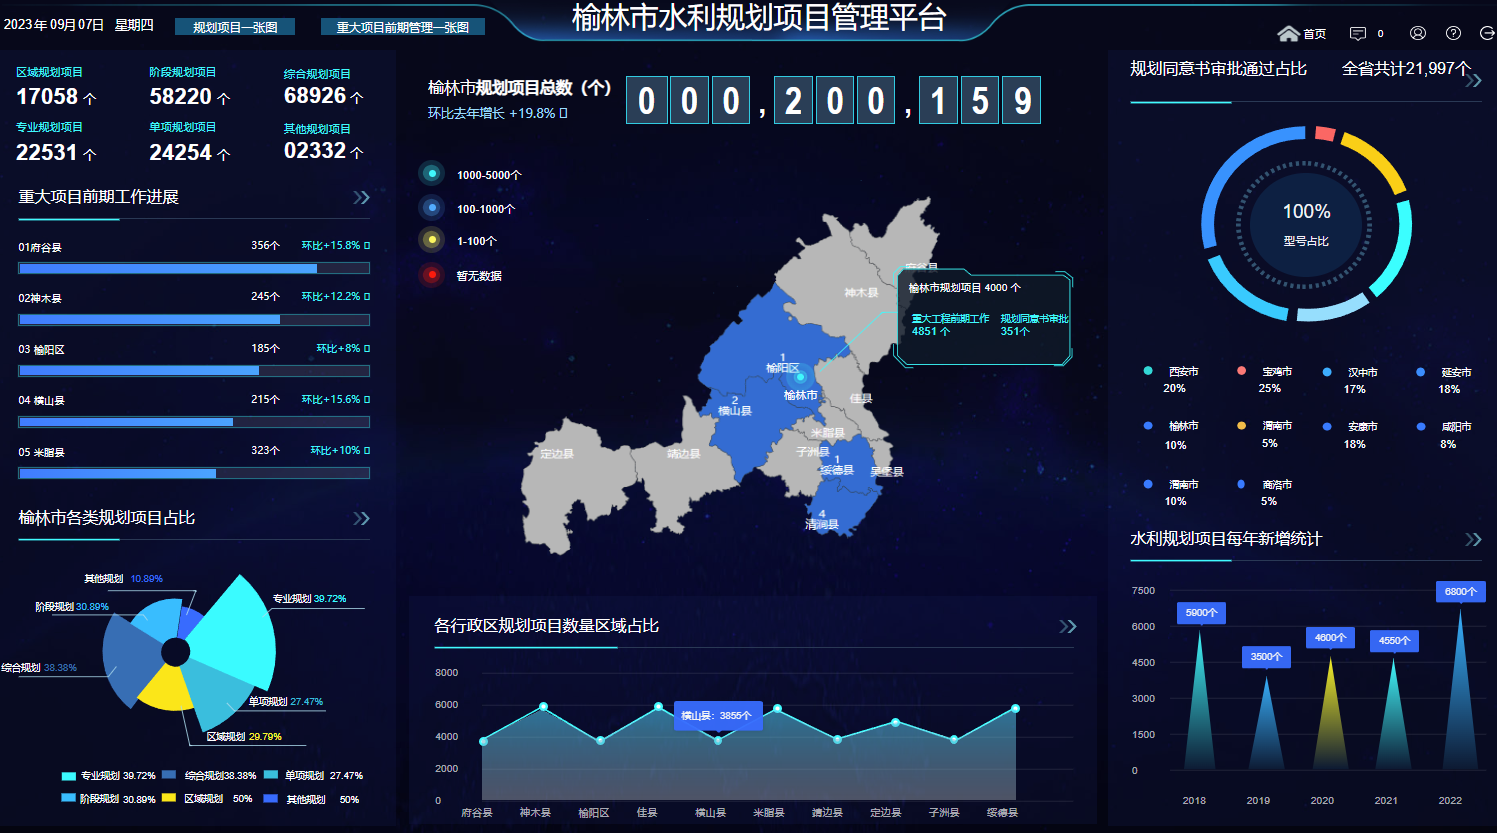 2023年09月07日 星期四
规划项目一张图
重大项目前期管理一张图
榆林市水利规划项目管理平台
首页
0
区域规划项目
17058 个
阶段规划项目
58220 个
综合规划项目
68926 个
专业规划项目
22531 个
单项规划项目
24254 个
其他规划项目
02332 个
重大项目前期工作进展
01府谷县 356个 环比+15.8%
02神木县 245个 环比+12.2%
03 榆阳区 185个 环比+8%
04 横山县 215个 环比+15.6%
05 米脂县 323个 环比+10%
榆林市各类规划项目占比
其他规划 10.89%
阶段规划 30.89%
专业规划 39.72%
综合规划 38.38%
单项规划 27.47%
区域规划 29.79%
专业规划 39.72% 综合规划38.38% 单项规划 27.47%
阶段规划 30.89% 区域规划 50% 其他规划 50%
榆林市规划项目总数（个）
环比去年增长 +19.8%
000,200,159
1000-5000个
100-1000个
1-100个
暂无数据
府谷县
神木县
榆林市规划项目 4000 个
重大工程前期工作 规划同意书审批
4851 个 351个
1
榆阳区
榆林市
2
横山县
佳县
米脂县
子洲县
定边县
靖边县
1
绥德县
吴堡县
4
清涧县
各行政区规划项目数量区域占比
8000
6000
4000
2000
0
横山县：3855个
府谷县 神木县 榆阳区 佳县 横山县 米脂县 靖边县 定边县 子洲县 绥德县
规划同意书审批通过占比 全省共计21,997个
100%
型号占比
西安市 宝鸡市 汉中市 延安市
20% 25% 17% 18%
榆林市 渭南市 安康市 咸阳市
10% 5% 18% 8%
渭南市 商洛市
10% 5%
水利规划项目每年新增统计
7500
6000
4500
3000
1500
0
5900个
3500个
4600个
4550个
6800个
2018 2019 2020 2021 2022